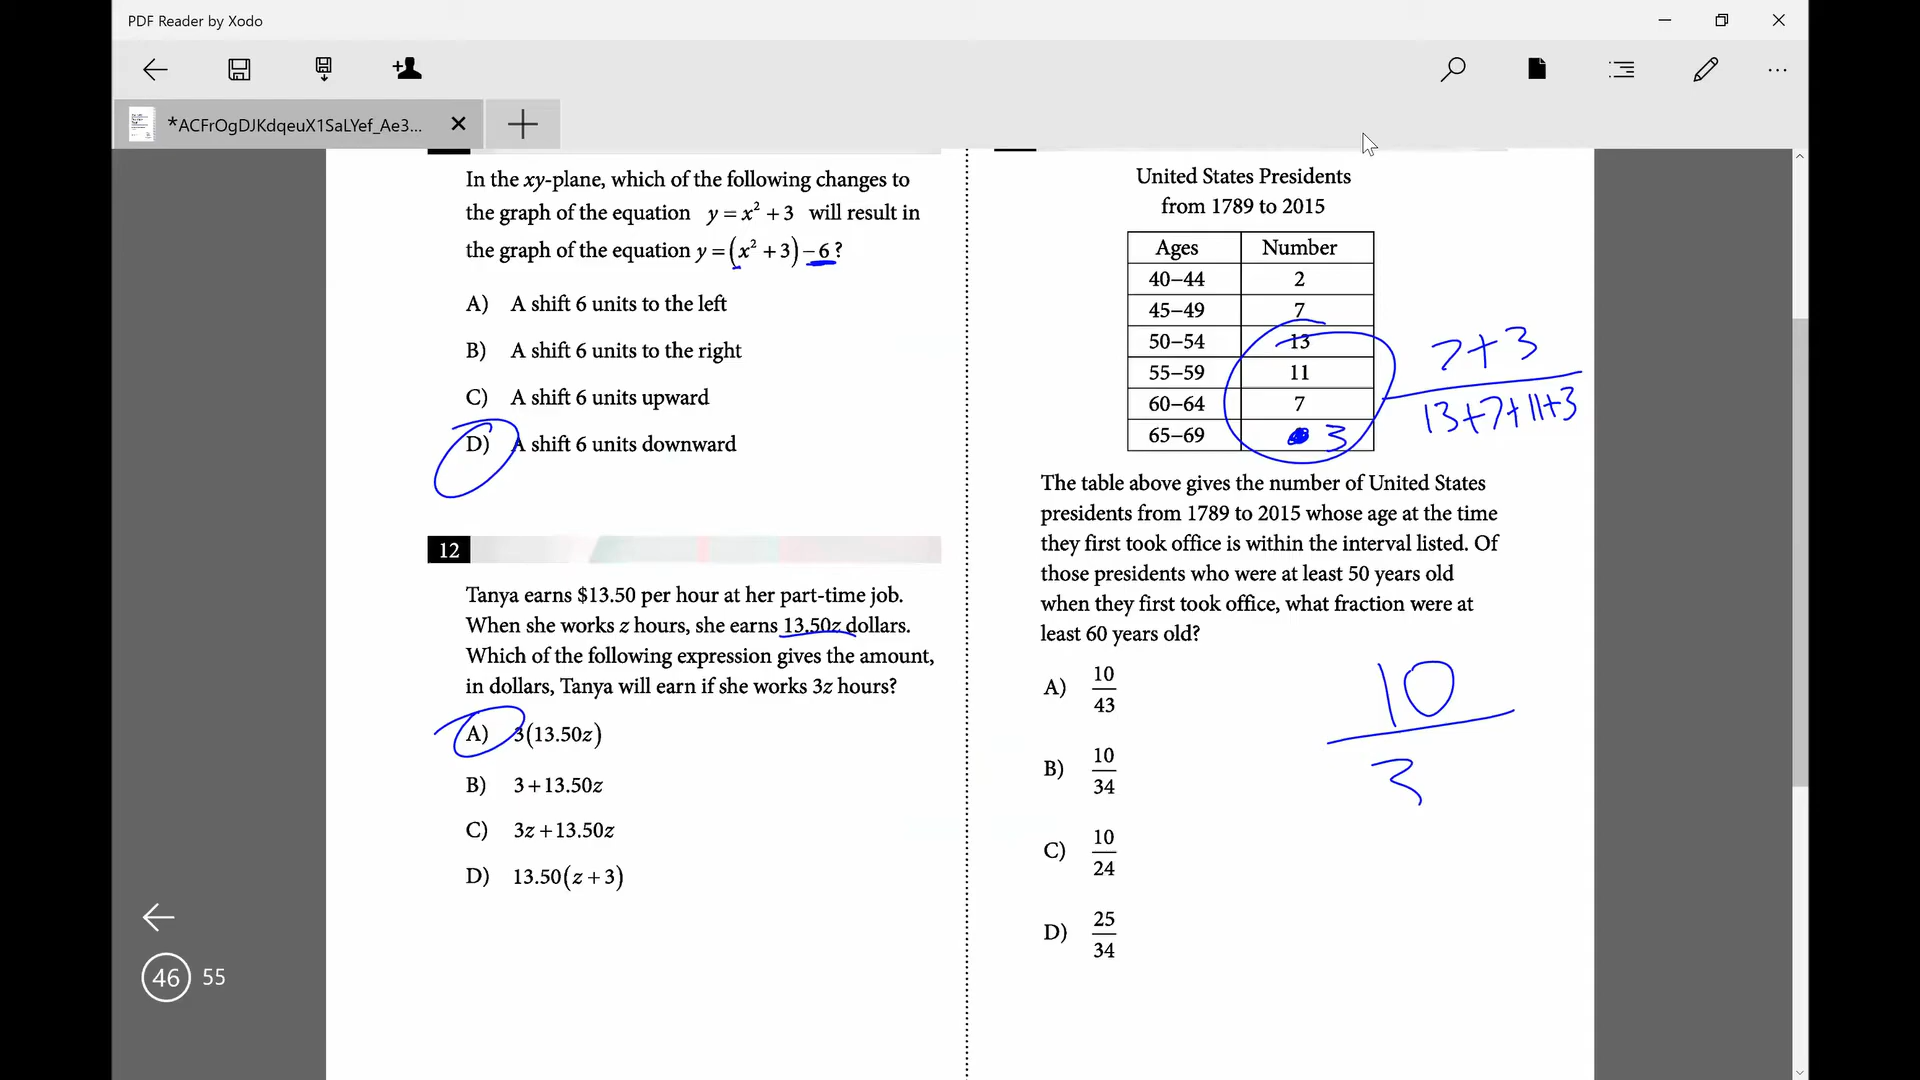 PDF Reader by Xodo
*ACFrOgDJKdqeuX1SaLYef_Ae3...
In the xy-plane, which of the following changes to
the graph of the equation y = x² + 3 will result in
the graph of the equation y = (x² + 3) − 6 ?
A) A shift 6 units to the left
B) A shift 6 units to the right
C) A shift 6 units upward
D) A shift 6 units downward
12
Tanya earns $13.50 per hour at her part-time job.
When she works z hours, she earns 13.50z dollars.
Which of the following expression gives the amount,
in dollars, Tanya will earn if she works 3z hours?
A) 3(13.50z)
B) 3 + 13.50z
C) 3z + 13.50z
D) 13.50(z + 3)
United States Presidents
from 1789 to 2015
Ages Number
40–44 2
45–49 7
50–54 13
55–59 11
60–64 7
65–69 3
7+3
13+7+11+3
The table above gives the number of United States
presidents from 1789 to 2015 whose age at the time
they first took office is within the interval listed. Of
those presidents who were at least 50 years old
when they first took office, what fraction were at
least 60 years old?
A) 10/43
B) 10/34
C) 10/24
D) 25/34
10
3
46 55